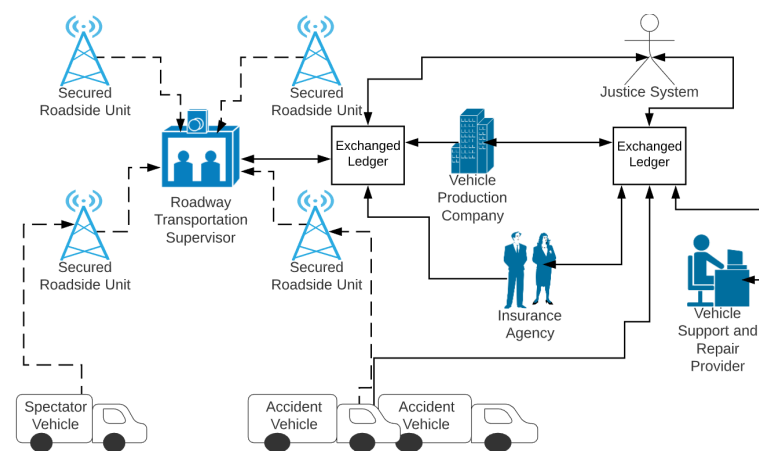 Secured
Roadside Unit
Secured
Roadside Unit
Justice System
Exchanged
Ledger
Exchanged
Ledger
Vehicle
Production
Company
Roadway
Transportation
Supervisor
Secured
Roadside Unit
Secured
Roadside Unit
Insurance
Agency
Vehicle
Support and
Repair
Provider
Spectator
Vehicle
Accident
Vehicle
Accident
Vehicle